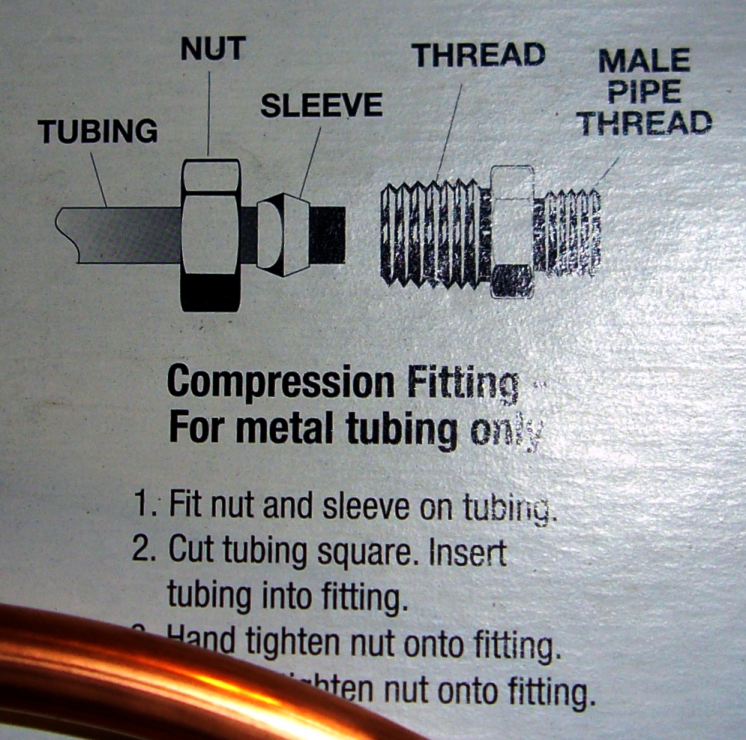 NUT
THREAD
MALE
PIPE
THREAD
SLEEVE
TUBING
Compression Fitting -
For metal tubing only
1. Fit nut and sleeve on tubing.
2. Cut tubing square. Insert
tubing into fitting.
Hand tighten nut onto fitting.
nut onto fitting.